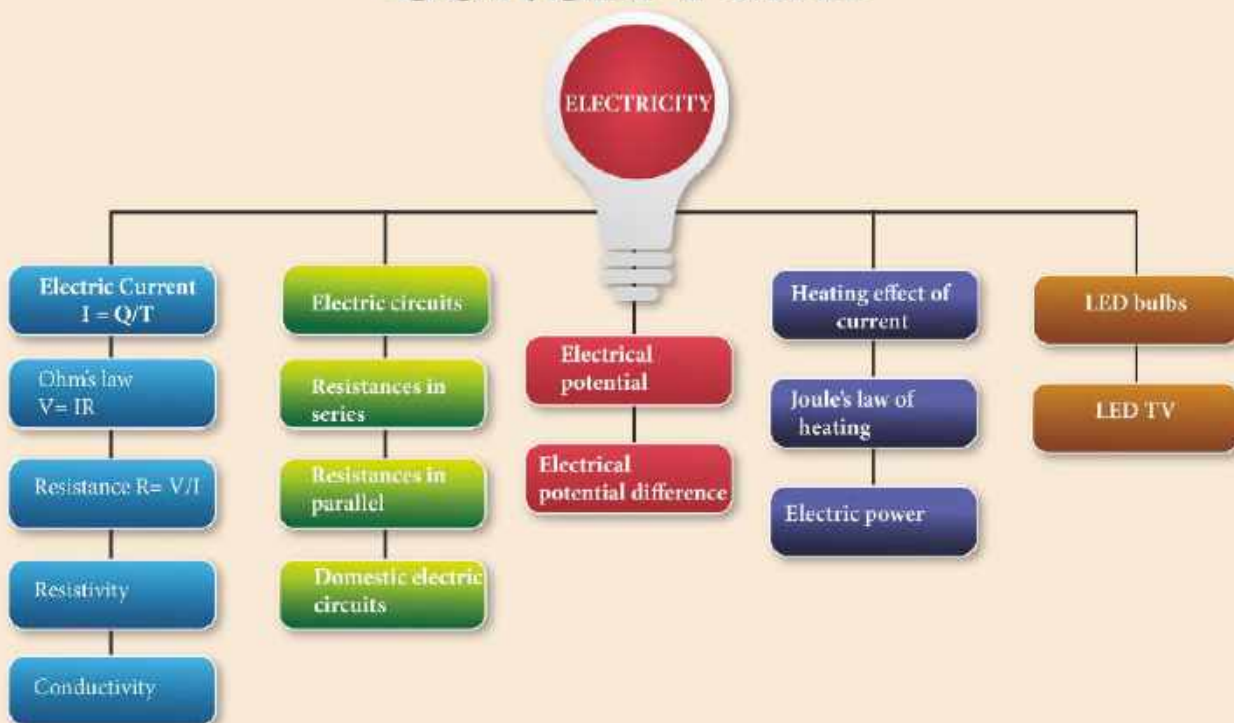 ELECTRICITY
Electric Current
I = Q/T
Ohm's law
V= IR
Resistance R= V/I
Resistivity
Conductivity
Electric circuits
Resistances in
series
Resistances in
parallel
Domestic electric
circuits
Electrical
potential
Electrical
potential difference
Heating effect of
current
Joule's law of
heating
Electric power
LED bulbs
LED TV